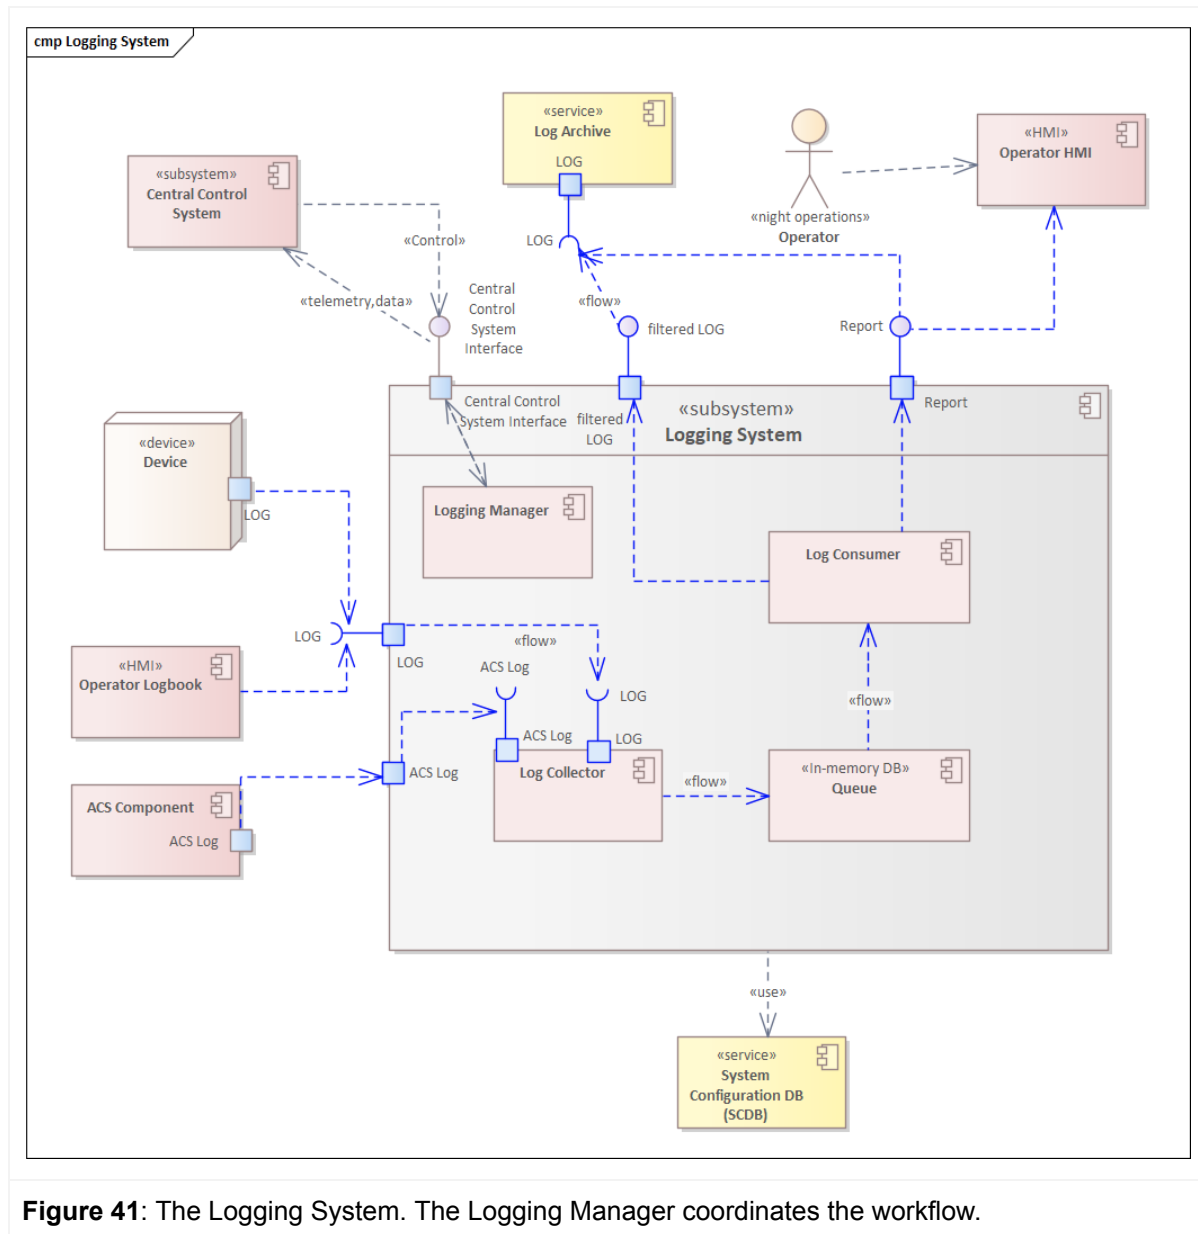 cmp Logging System
«service»
Log Archive
LOG
LOG
«night operations»
Operator
«HMI»
Operator HMI
«subsystem»
Central Control
System
«Control»
«telemetry,data»
Central
Control
System
Interface
«flow»
filtered LOG
Report
Central Control
System Interface
filtered
LOG
«subsystem»
Logging System
Report
«device»
Device
LOG
Logging Manager
Log Consumer
LOG
LOG
«flow»
«HMI»
Operator Logbook
ACS Log
LOG
«flow»
ACS Log
LOG
ACS Log
Log Collector
«flow»
«In-memory DB»
Queue
ACS Component
ACS Log
«use»
«service»
System
Configuration DB
(SCDB)
Figure 41: The Logging System. The Logging Manager coordinates the workflow.